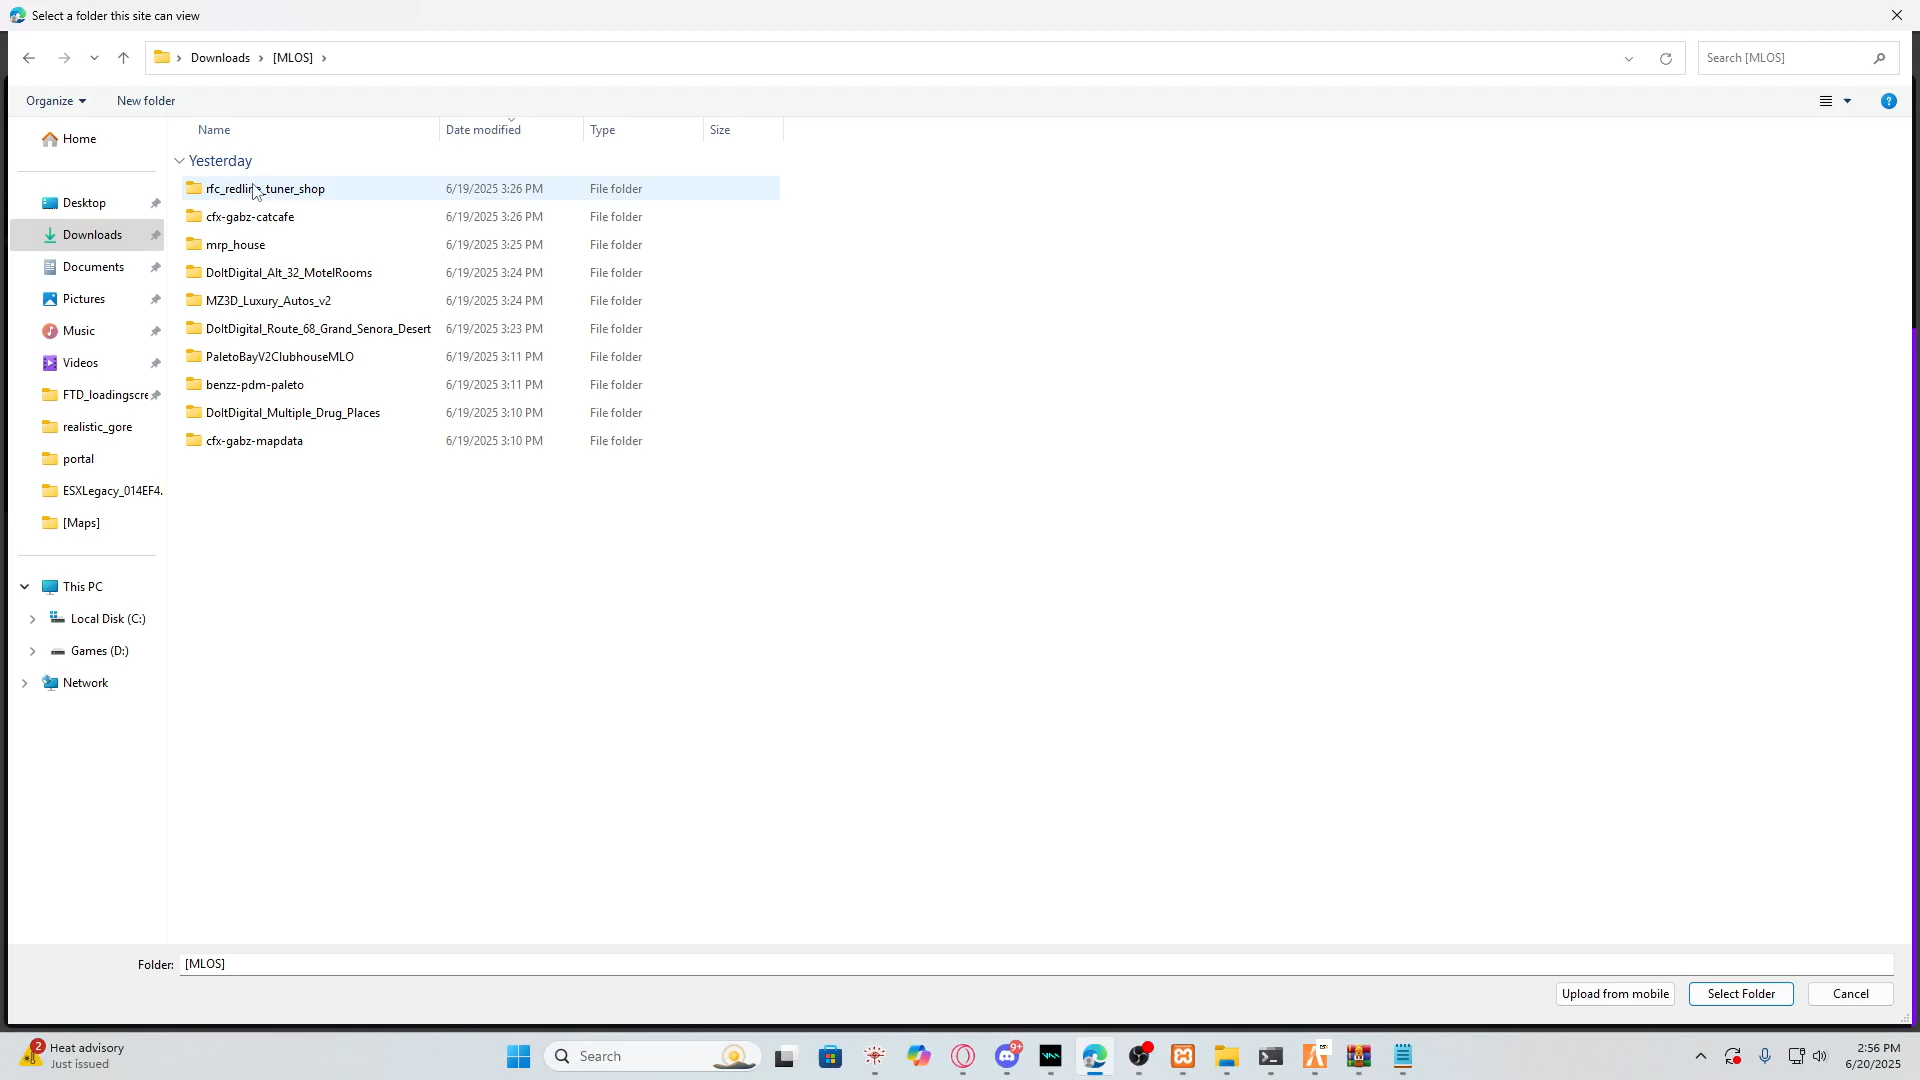 Select a folder this site can view
Downloads
[MLOS]
Search [MLOS]
Organize
New folder
Name
Date modified
Type
Size
Home
Desktop
Downloads
Documents
Pictures
Music
Videos
FTD_loadingscre
realistic_gore
portal
ESXLegacy_014EF4.
[Maps]
This PC
Local Disk (C:)
Games (D:)
Network
Yesterday
rfc_redline_tuner_shop 6/19/2025 3:26 PM File folder
cfx-gabz-catcafe 6/19/2025 3:26 PM File folder
mrp_house 6/19/2025 3:25 PM File folder
DoItDigital_Alt_32_MotelRooms 6/19/2025 3:24 PM File folder
MZ3D_Luxury_Autos_v2 6/19/2025 3:24 PM File folder
DoItDigital_Route_68_Grand_Senora_Desert 6/19/2025 3:23 PM File folder
PaletoBayV2ClubhouseMLO 6/19/2025 3:11 PM File folder
benzz-pdm-paleto 6/19/2025 3:11 PM File folder
DoItDigital_Multiple_Drug_Places 6/19/2025 3:10 PM File folder
cfx-gabz-mapdata 6/19/2025 3:10 PM File folder
Folder: [MLOS]
Upload from mobile
Select Folder
Cancel
2
Heat advisory
Just issued
Search
9+
2:56 PM
6/20/2025